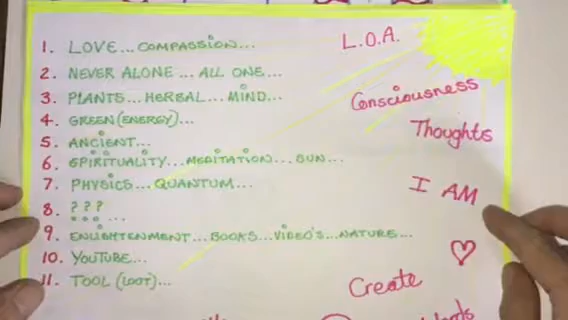 1. LOVE... COMPASSION...
L.O.A.
2. NEVER ALONE ... ALL ONE...
3. PLANTS... HERBAL... MIND...
Consciousness
4. GREEN (ENERGY)...
Thoughts
5. ANCIENT...
6. SPIRITUALITY... MEDITATION... SUN...
7. PHYSICS... QUANTUM...
I AM
8. ???
...
9. ENLIGHTENMENT... BOOKS... VIDEO'S... NATURE...
10. YOUTUBE...
11. TOOL (LOOT)...
Create